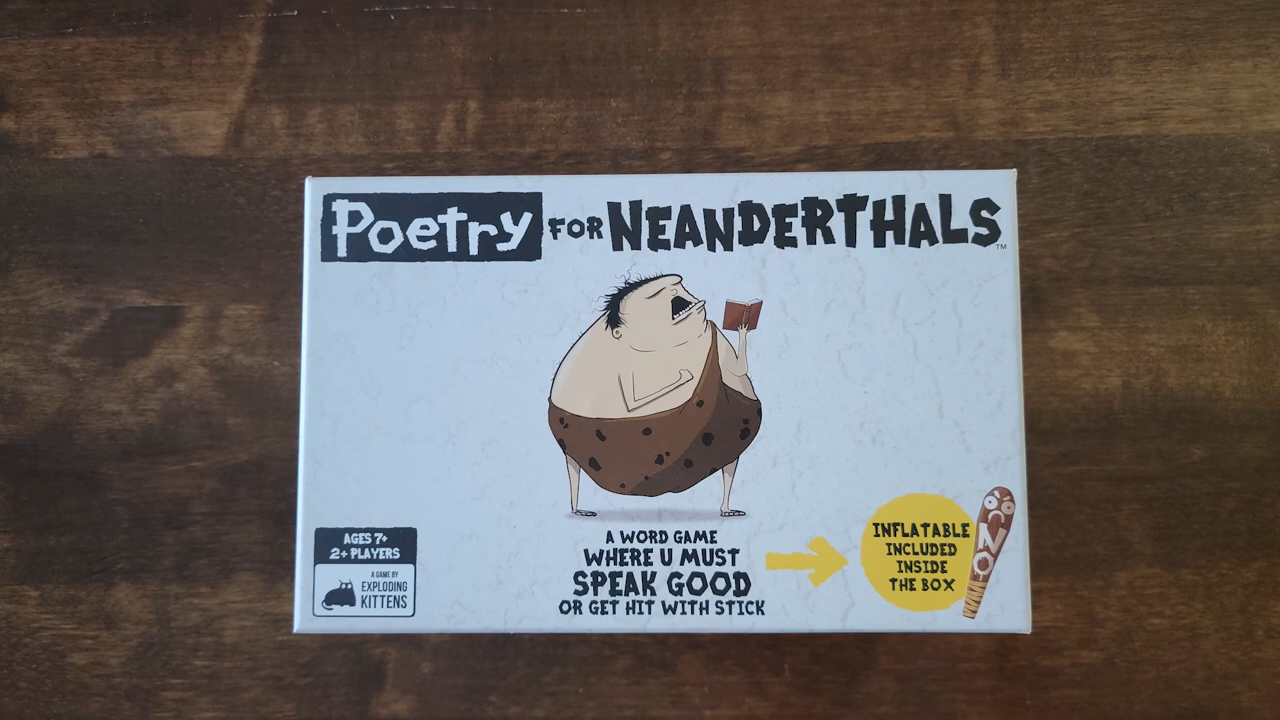 Poetry FOR NEANDERTHALS™
A WORD GAME
WHERE U MUST
SPEAK GOOD
OR GET HIT WITH STICK
INFLATABLE
INCLUDED
INSIDE
THE BOX
NO
AGES 7+
2+ PLAYERS
A GAME BY
EXPLODING
KITTENS